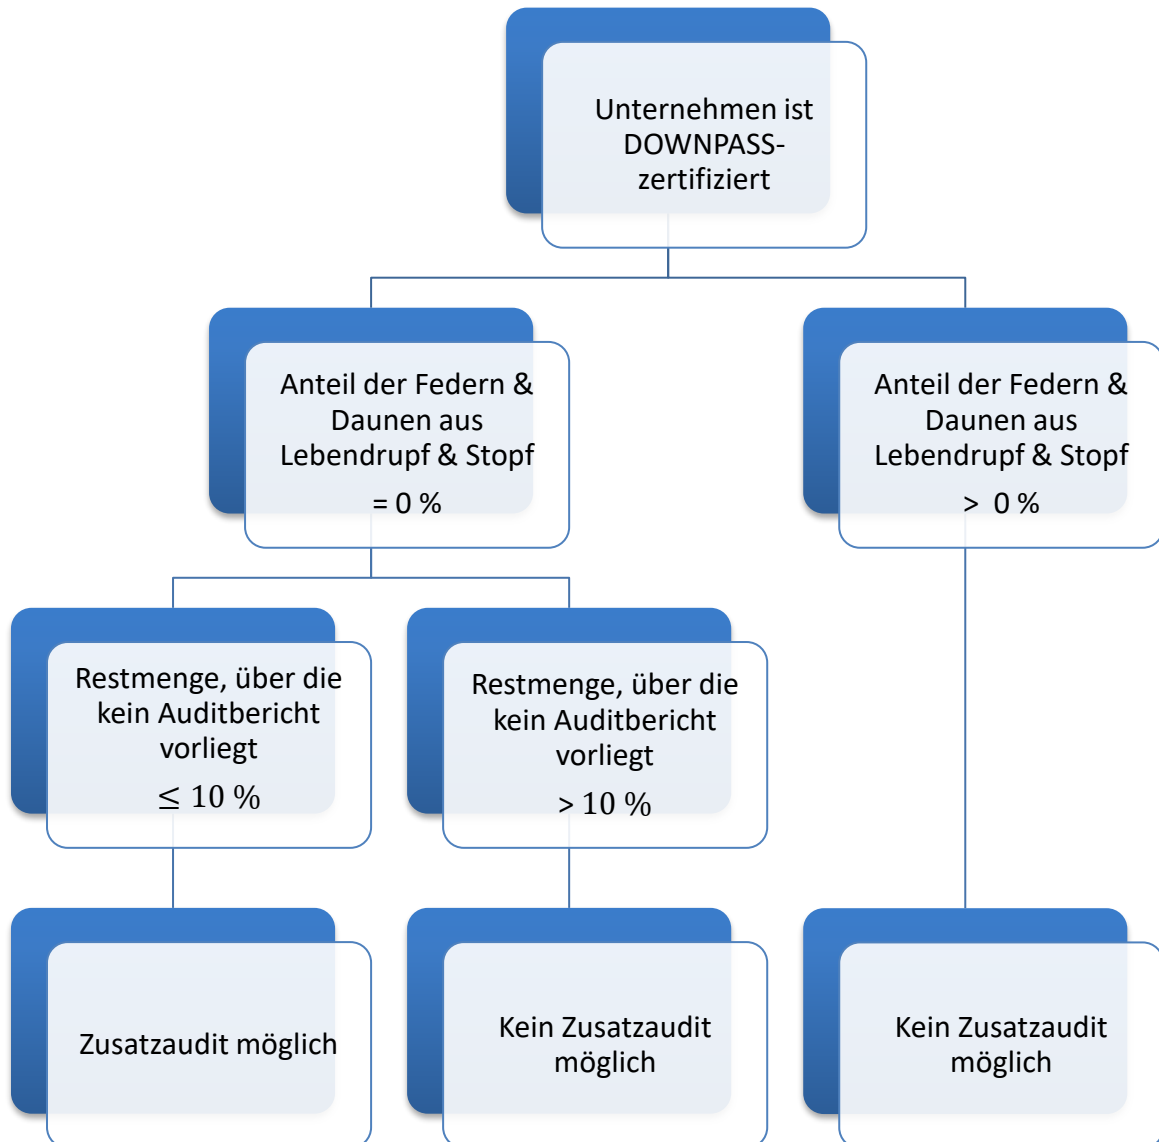 Unternehmen ist
DOWNPASS-
zertifiziert
Anteil der Federn &
Daunen aus
Lebendrupf & Stopf
= 0 %
Anteil der Federn &
Daunen aus
Lebendrupf & Stopf
> 0 %
Restmenge, über die
kein Auditbericht
vorliegt
≤ 10 %
Restmenge, über die
kein Auditbericht
vorliegt
> 10 %
Zusatzaudit möglich
Kein Zusatzaudit
möglich
Kein Zusatzaudit
möglich